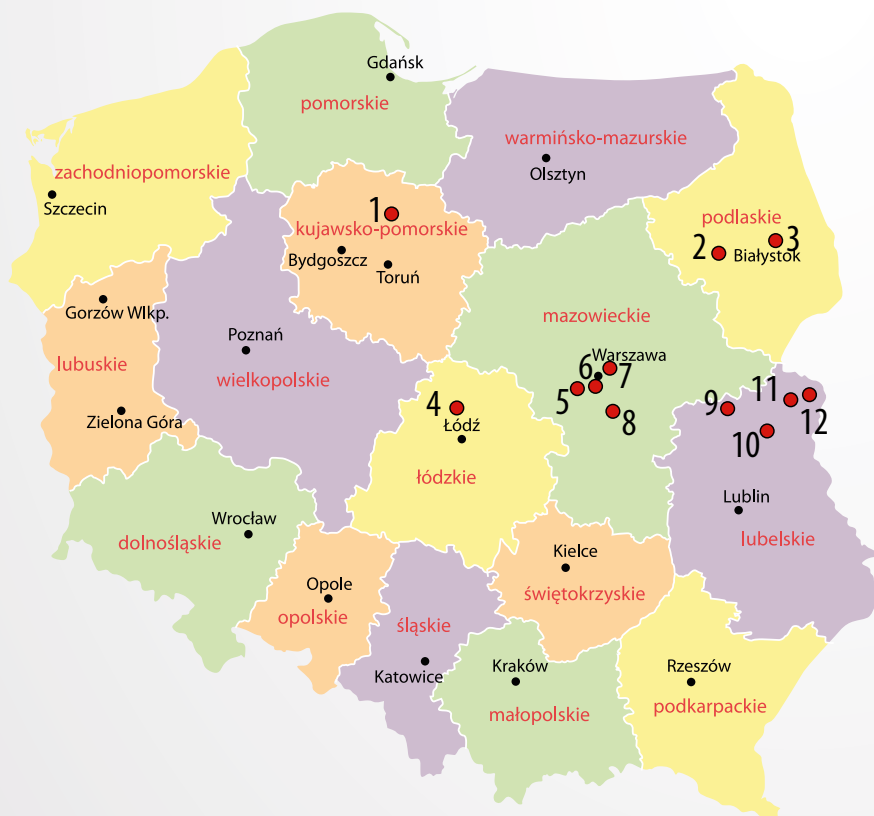 Gdańsk
pomorskie
warmińsko-mazurskie
Olsztyn
zachodniopomorskie
Szczecin
1
kujawsko-pomorskie
Bydgoszcz
Toruń
podlaskie
2
3
Białystok
Gorzów Wlkp.
lubuskie
Zielona Góra
Poznań
wielkopolskie
mazowieckie
Warszawa
6
7
5
8
4
Łódź
łódzkie
9
11
12
10
Lublin
lubelskie
Wrocław
dolnośląskie
Opole
opolskie
śląskie
Katowice
Kielce
świętokrzyskie
Kraków
małopolskie
Rzeszów
podkarpackie